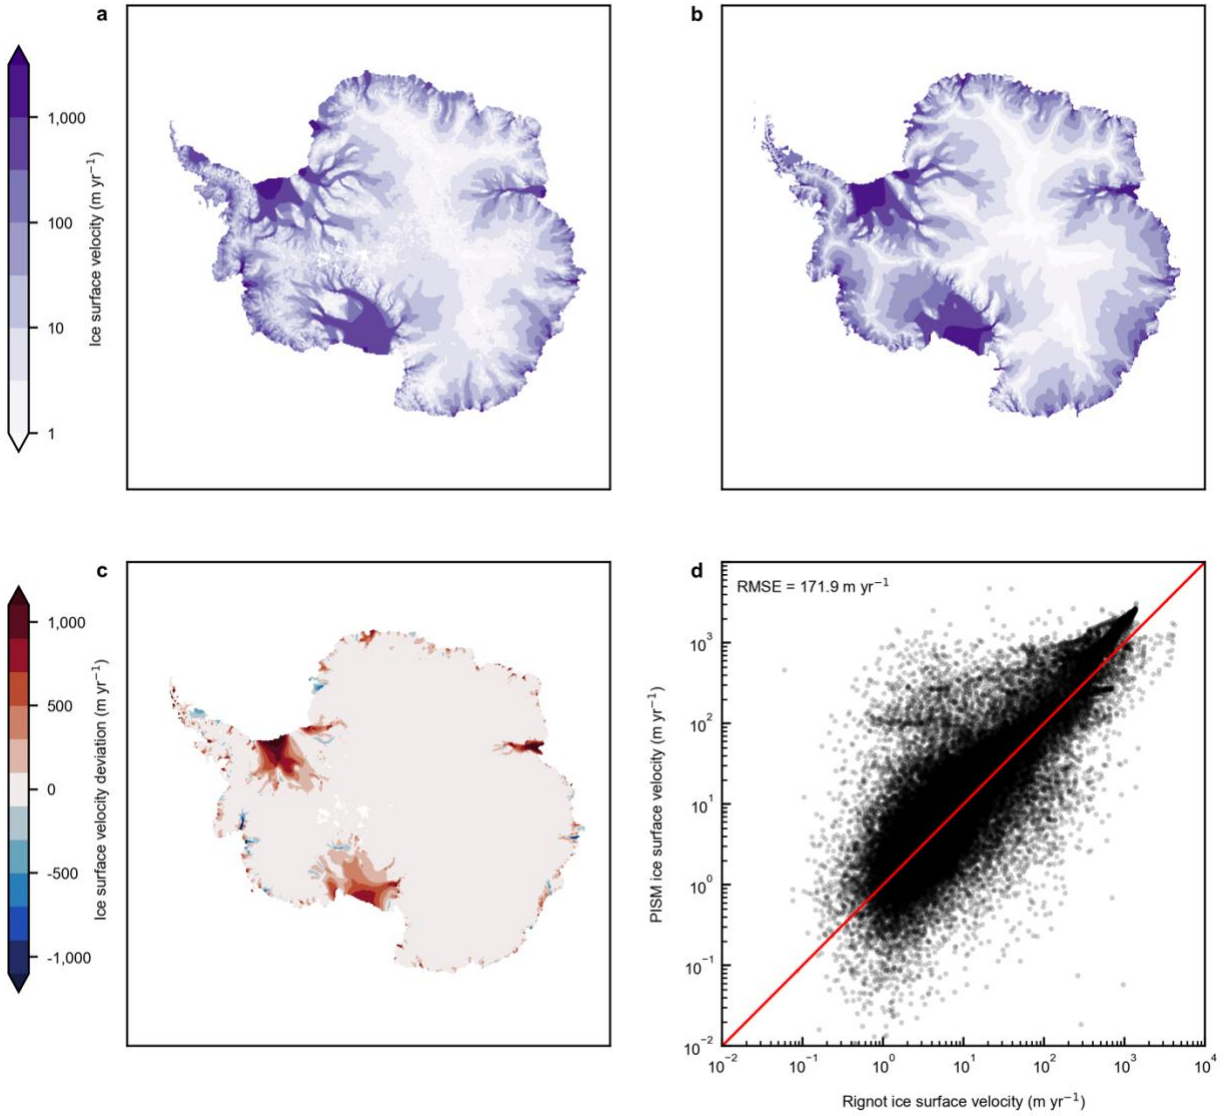 a
b
1,000
100
10
1
Ice surface velocity (m yr⁻¹)
c
d
1,000
500
0
-500
-1,000
Ice surface velocity deviation (m yr⁻¹)
RMSE = 171.9 m yr⁻¹
10³
10²
10¹
10⁰
10⁻¹
10⁻²
PISM ice surface velocity (m yr⁻¹)
10⁻² 10⁻¹ 10⁰ 10¹ 10² 10³ 10⁴
Rignot ice surface velocity (m yr⁻¹)